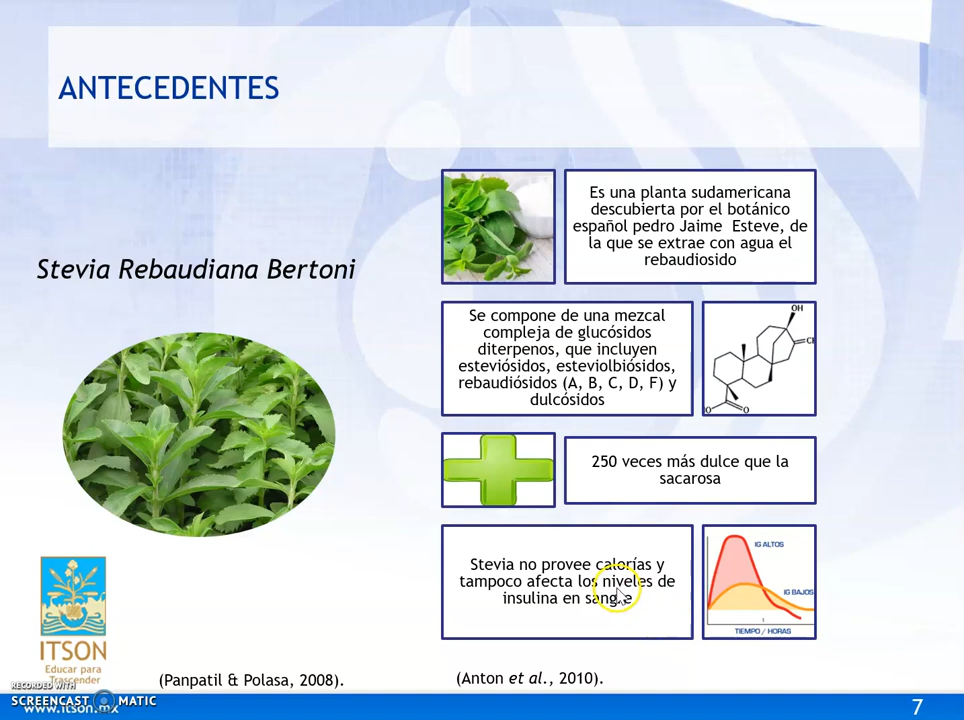 ANTECEDENTES
Stevia Rebaudiana Bertoni
Es una planta sudamericana
descubierta por el botánico
español pedro Jaime Esteve, de
la que se extrae con agua el
rebaudiosido
Se compone de una mezcal
compleja de glucósidos
diterpenos, que incluyen
esteviósidos, esteviolbiósidos,
rebaudiósidos (A, B, C, D, F) y
dulcósidos
OH
CH
O
O
250 veces más dulce que la
sacarosa
Stevia no provee calorías y
tampoco afecta los niveles de
insulina en sangre
IG ALTOS
IG BAJOS
TIEMPO / HORAS
ITSON
Educar para
Trascender
(Panpatil & Polasa, 2008).
(Anton et al., 2010).
RECORDED WITH
SCREENCAST MATIC
www.itson.mx
7